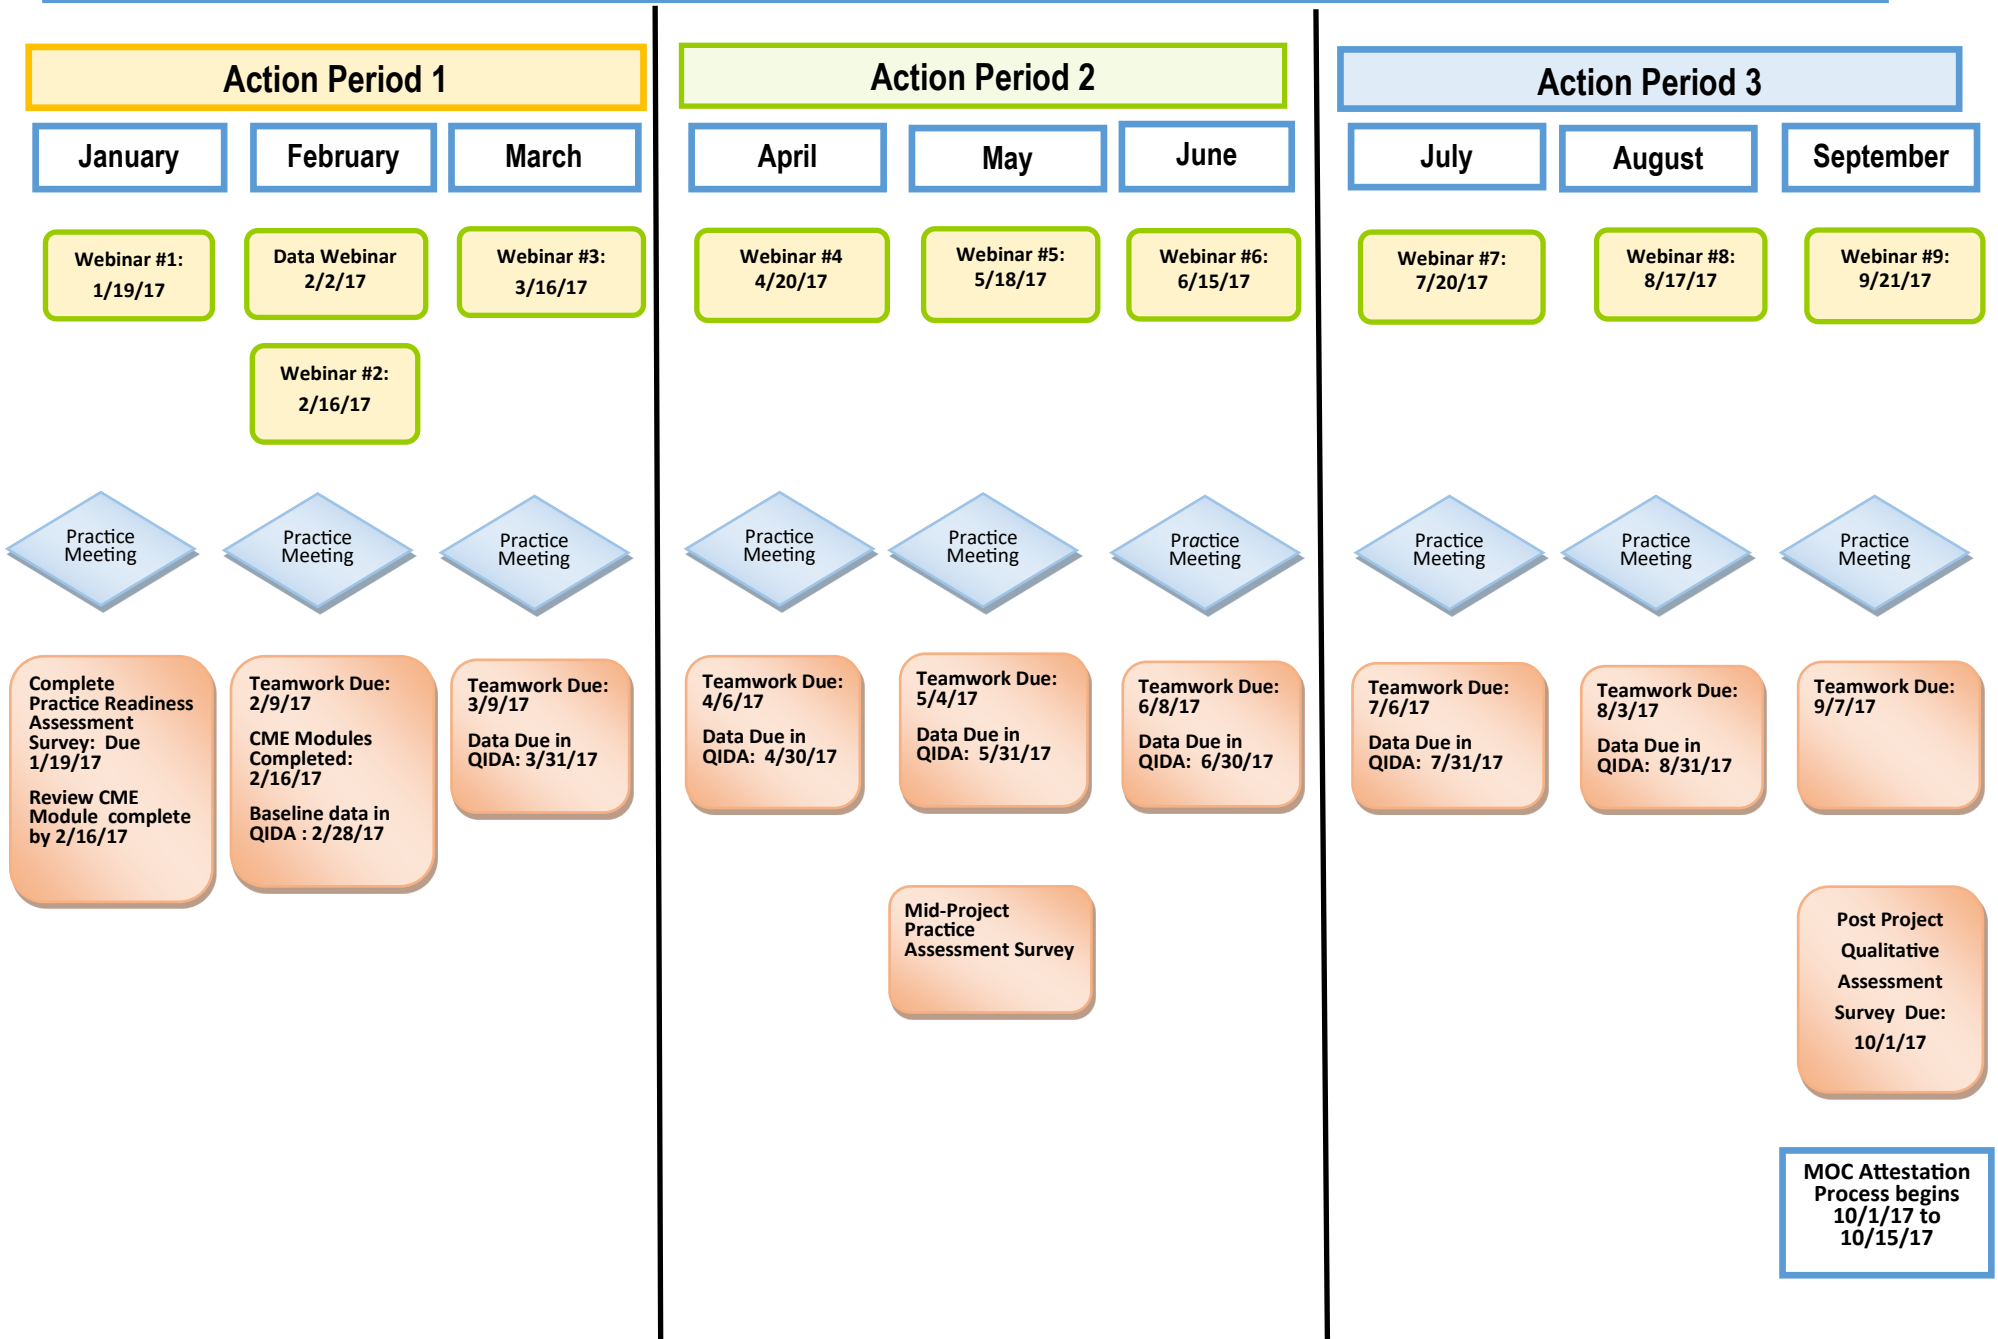 Action Period 1
Action Period 2
Action Period 3
January
February
March
April
May
June
July
August
September
Webinar #1:
1/19/17
Data Webinar
2/2/17
Webinar #3:
3/16/17
Webinar #4
4/20/17
Webinar #5:
5/18/17
Webinar #6:
6/15/17
Webinar #7:
7/20/17
Webinar #8:
8/17/17
Webinar #9:
9/21/17
Webinar #2:
2/16/17
Practice
Meeting
Practice
Meeting
Practice
Meeting
Practice
Meeting
Practice
Meeting
Practice
Meeting
Practice
Meeting
Practice
Meeting
Practice
Meeting
Complete
Practice Readiness
Assessment
Survey: Due
1/19/17
Review CME
Module complete
by 2/16/17
Teamwork Due:
2/9/17
CME Modules
Completed:
2/16/17
Baseline data in
QIDA : 2/28/17
Teamwork Due:
3/9/17
Data Due in
QIDA: 3/31/17
Teamwork Due:
4/6/17
Data Due in
QIDA: 4/30/17
Teamwork Due:
5/4/17
Data Due in
QIDA: 5/31/17
Teamwork Due:
6/8/17
Data Due in
QIDA: 6/30/17
Teamwork Due:
7/6/17
Data Due in
QIDA: 7/31/17
Teamwork Due:
8/3/17
Data Due in
QIDA: 8/31/17
Teamwork Due:
9/7/17
Mid-Project
Practice
Assessment Survey
Post Project
Qualitative
Assessment
Survey Due:
10/1/17
MOC Attestation
Process begins
10/1/17 to
10/15/17